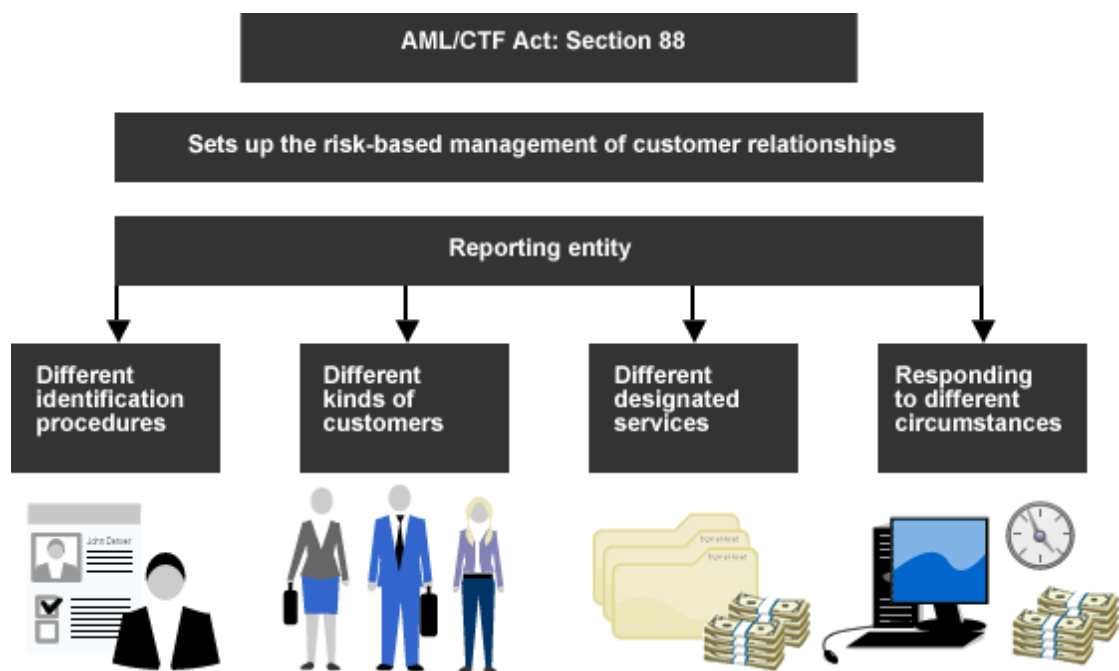 AML/CTF Act: Section 88
Sets up the risk-based management of customer relationships
Reporting entity
Different
identification
procedures
Different
kinds of
customers
Different
designated
services
Responding
to different
circumstances
John Denver